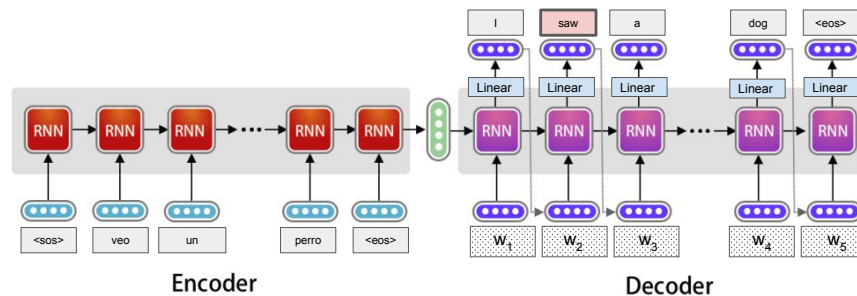 I saw a dog <eos>
Linear Linear Linear Linear Linear
RNN RNN RNN RNN RNN RNN RNN RNN RNN RNN
<sos> veo un perro <eos> W1 W2 W3 W4 W5
Encoder Decoder